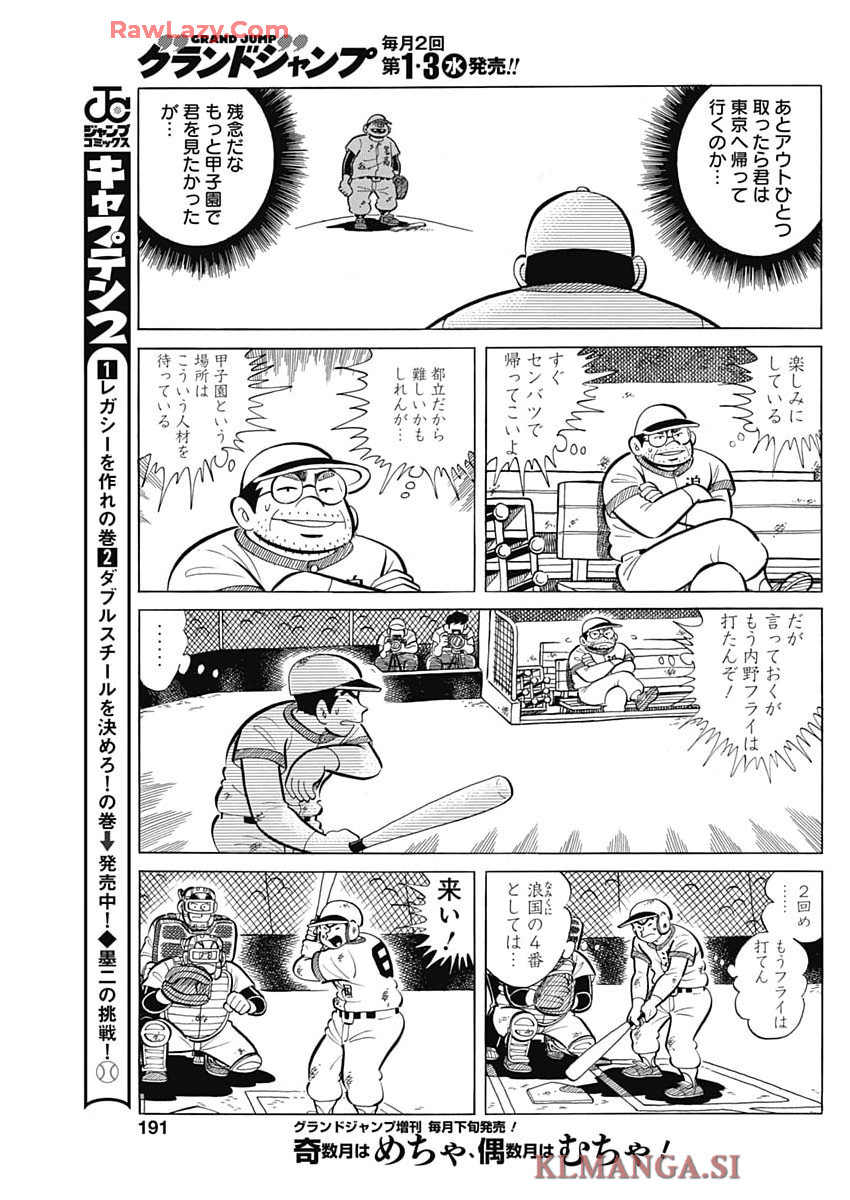 RawLazy.Com
GRAND JUMP
グランドジャンプ
毎月2回
第1・3水発売!!
ジャンプ
コミックス
キャプテン2
1レガシーを作れの巻2ダブルスチールを決めろ!の巻➡発売中!◆墨二の挑戦!
あとアウトひとつ
取ったら君は
東京へ帰って
行くのか…
残念だな
もっと甲子園で
君を見たかった
が…
楽しみに
している
すぐ
センバツで
帰ってこいよ
都立だから
難しいかも
しれんが…
甲子園という
場所は
こういう人材を
待っている
だが
言っておくが
もう内野フライは
打たんぞ!
……
2回め
……
もうフライは
打てん
浪国の4番
なみくに
としては…
来い!
191
グランドジャンプ増刊 毎月下旬発売!
奇数月はめちゃ、偶数月はむちゃ!
KLMANGA.SI